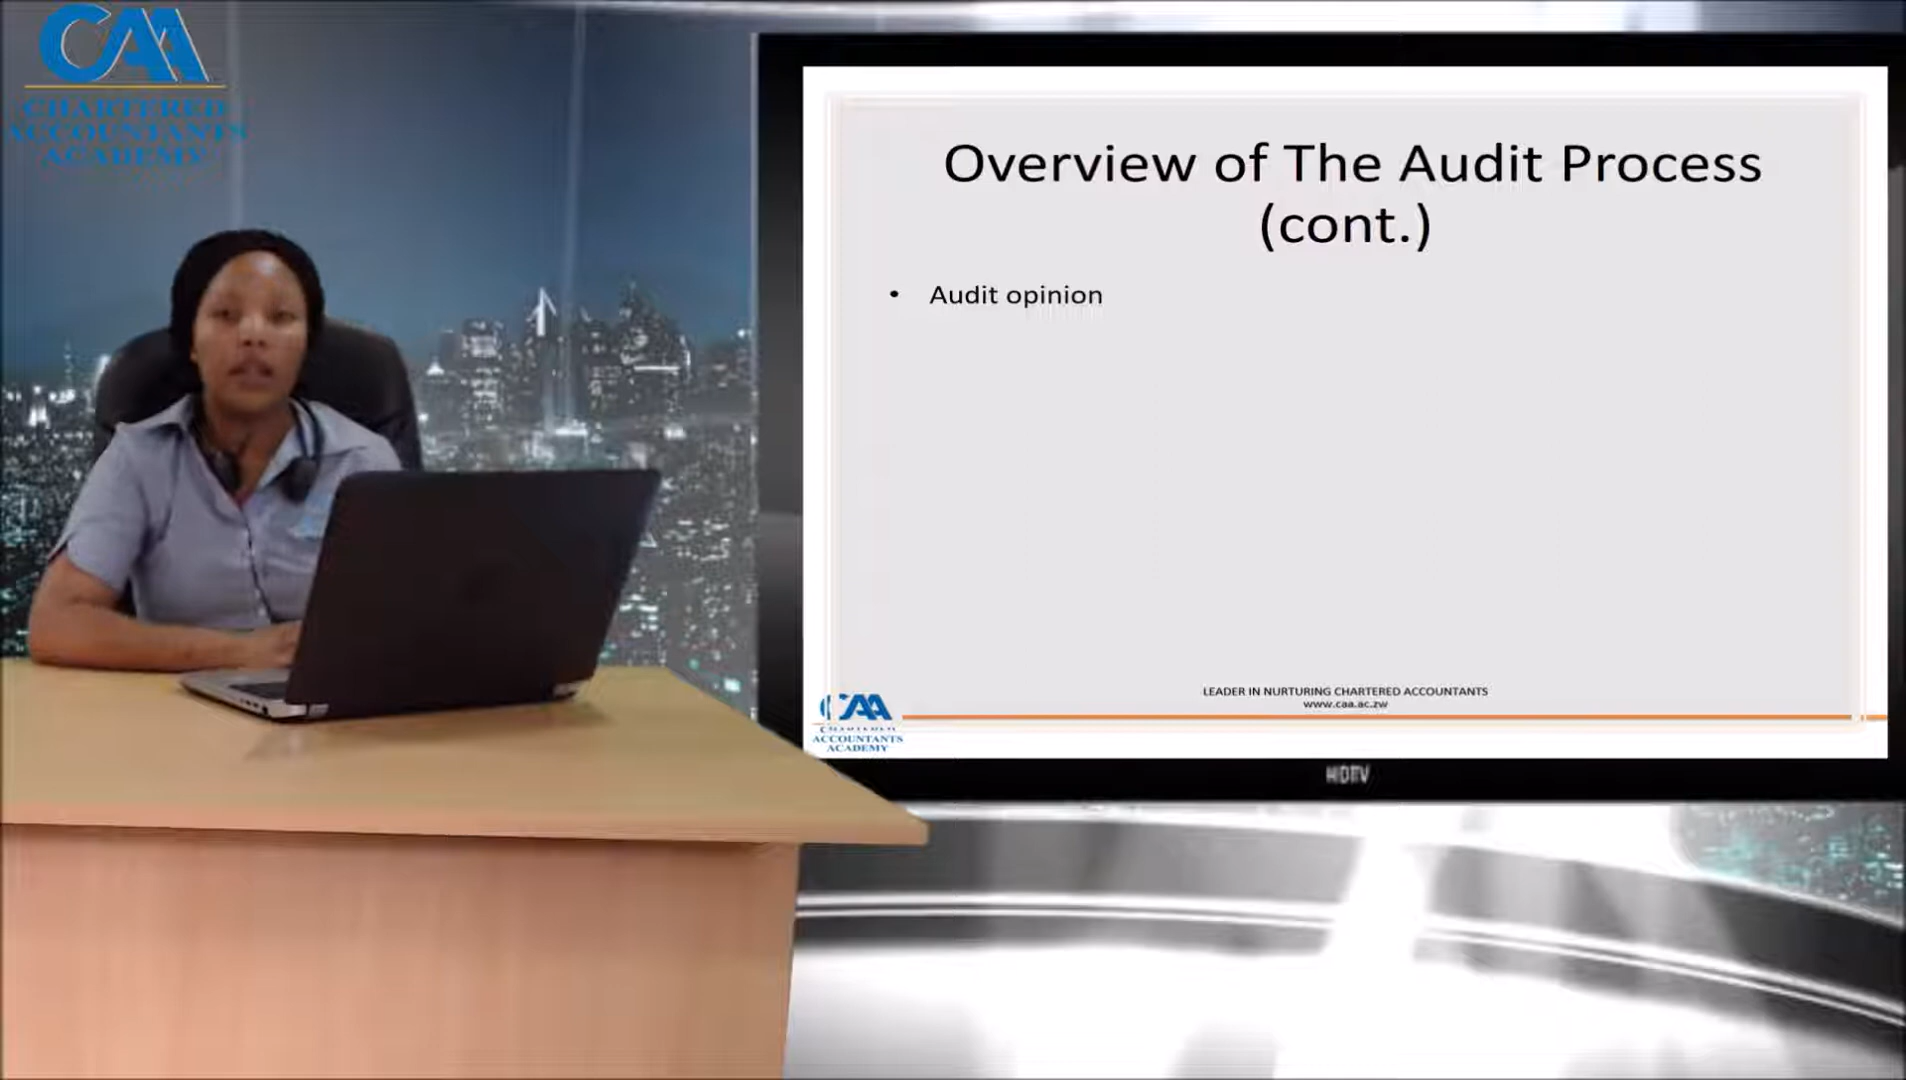 CAA
CHARTERED
ACCOUNTANTS
ACADEMY
Overview of The Audit Process
(cont.)
• Audit opinion
LEADER IN NURTURING CHARTERED ACCOUNTANTS
www.caa.ac.zw
CAA
CHARTERED
ACCOUNTANTS
ACADEMY
HDTV